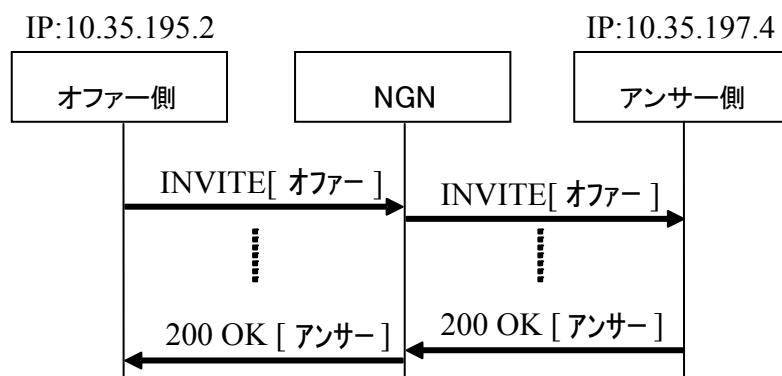 IP:10.35.195.2
IP:10.35.197.4
オファー側
NGN
アンサー側
INVITE[ オファー ]
INVITE[ オファー ]
200 OK [ アンサー ]
200 OK [ アンサー ]